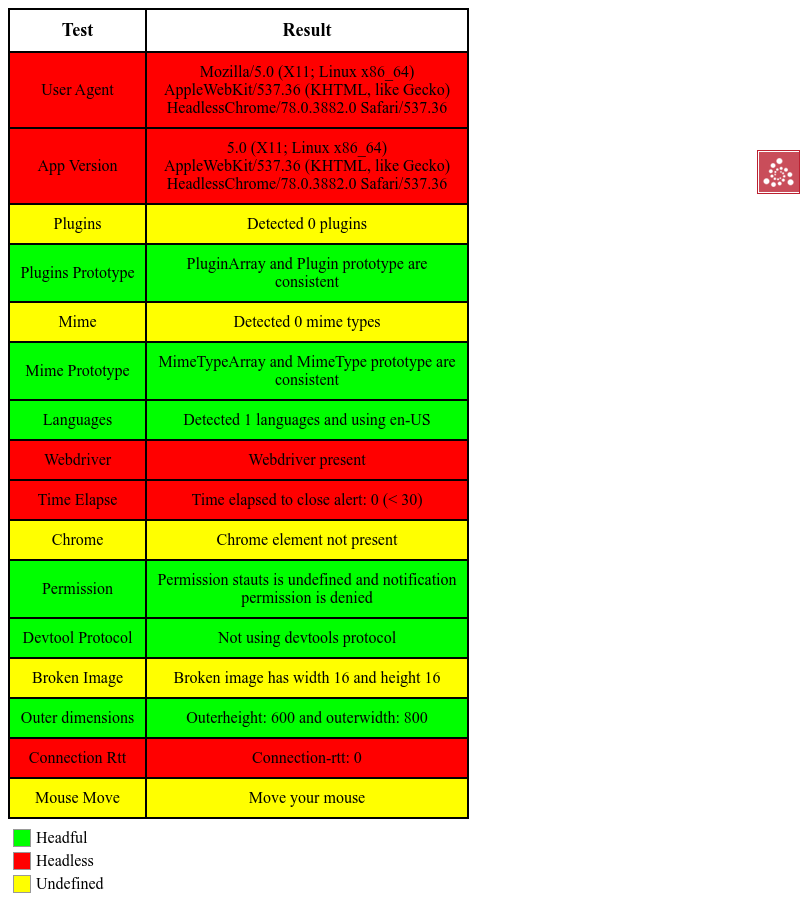 Test Result
User Agent
Mozilla/5.0 (X11; Linux x86_64)
AppleWebKit/537.36 (KHTML, like Gecko)
HeadlessChrome/78.0.3882.0 Safari/537.36
App Version
5.0 (X11; Linux x86_64)
AppleWebKit/537.36 (KHTML, like Gecko)
HeadlessChrome/78.0.3882.0 Safari/537.36
Plugins Detected 0 plugins
Plugins Prototype
PluginArray and Plugin prototype are
consistent
Mime Detected 0 mime types
Mime Prototype
MimeTypeArray and MimeType prototype are
consistent
Languages Detected 1 languages and using en-US
Webdriver Webdriver present
Time Elapse Time elapsed to close alert: 0 (< 30)
Chrome Chrome element not present
Permission
Permission stauts is undefined and notification
permission is denied
Devtool Protocol Not using devtools protocol
Broken Image Broken image has width 16 and height 16
Outer dimensions Outerheight: 600 and outerwidth: 800
Connection Rtt Connection-rtt: 0
Mouse Move Move your mouse
Headful
Headless
Undefined